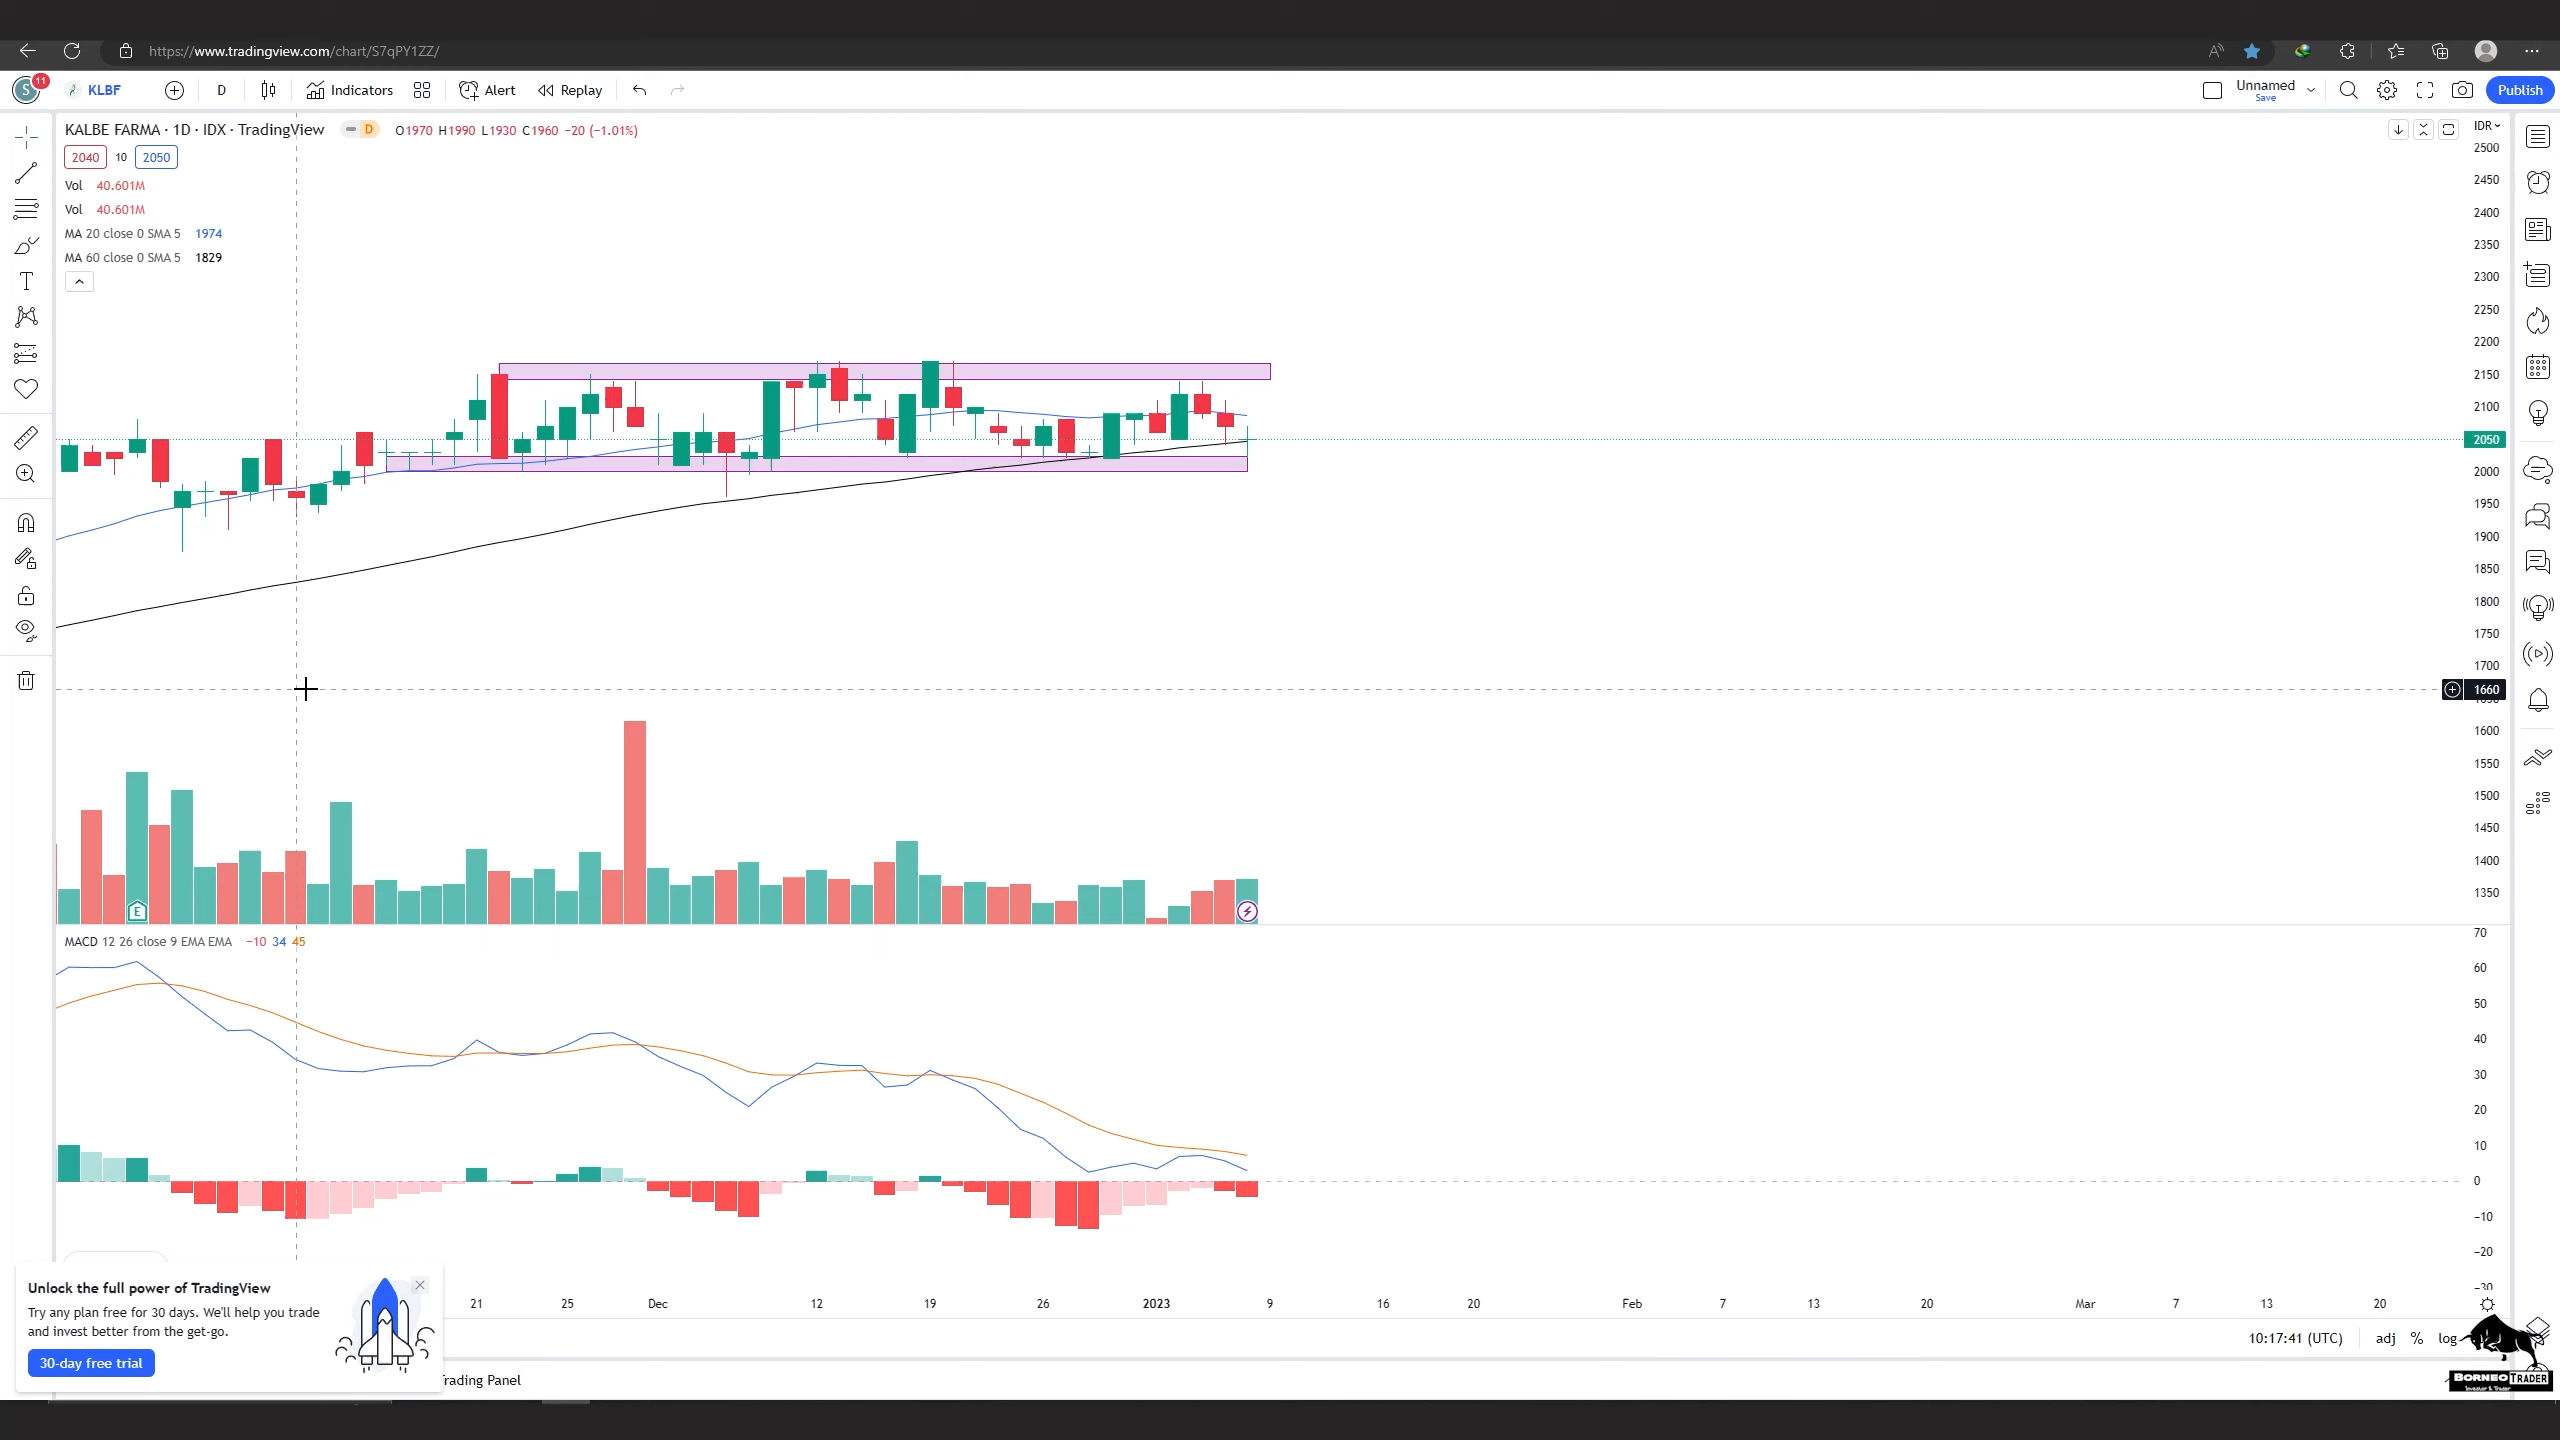 https://www.tradingview.com/chart/S7qPY1ZZ/
S 11 KLBF D Indicators Alert Replay Unnamed Save Publish
KALBE FARMA · 1D · IDX · TradingView D O1970 H1990 L1930 C1960 −20 (−1.01%)
IDR
2040 10 2050
Vol 40.601M
Vol 40.601M
MA 20 close 0 SMA 5 1974
MA 60 close 0 SMA 5 1829
2500
2450
2400
2350
2300
2250
2200
2150
2100
2050
2000
1950
1900
1850
1800
1750
1700
1660
1600
1550
1500
1450
1400
1350
E
MACD 12 26 close 9 EMA EMA −10 34 45
70
60
50
40
30
20
10
0
−10
−20
−30
21 25 Dec 12 19 26 2023 9 16 20 Feb 7 13 20 Mar 7 13 20
Unlock the full power of TradingView
Try any plan free for 30 days. We'll help you trade
and invest better from the get-go.
30-day free trial
10:17:41 (UTC) adj % log
rading Panel
BORNEO TRADER
Investor & Trader